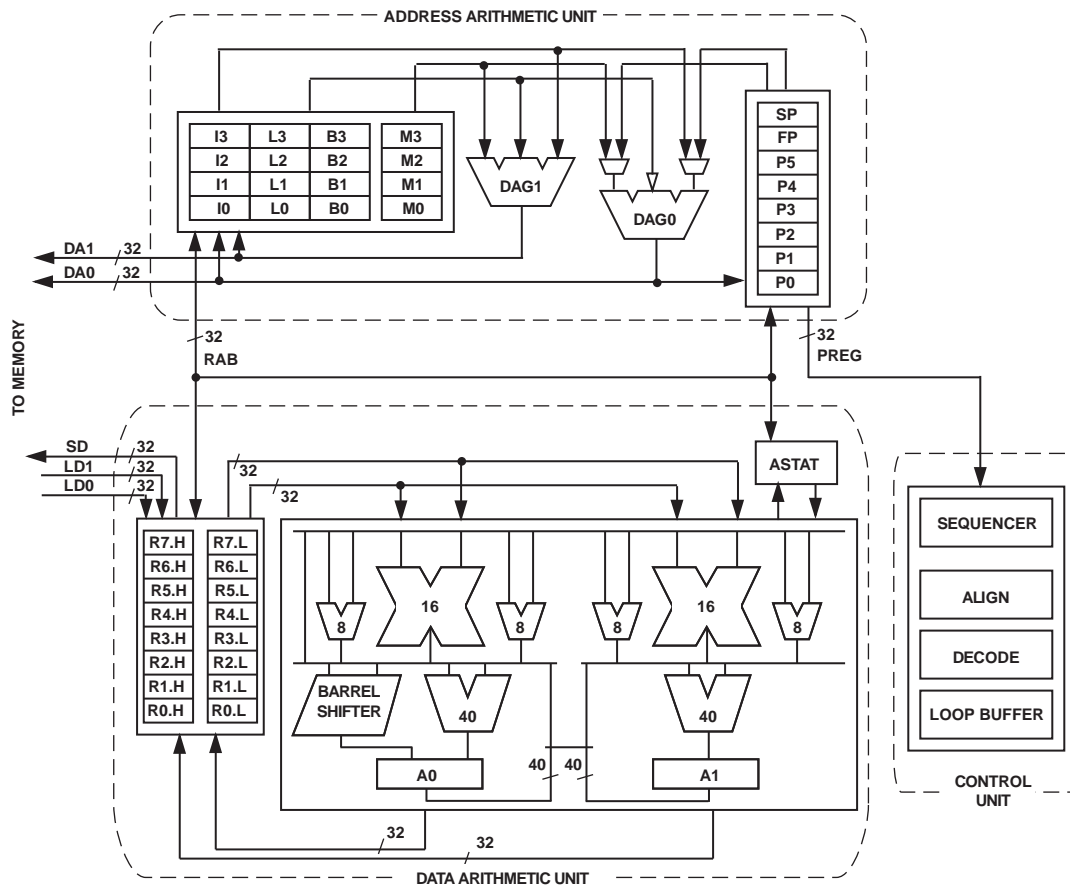 ADDRESS ARITHMETIC UNIT
I3 L3 B3 M3
I2 L2 B2 M2
I1 L1 B1 M1
I0 L0 B0 M0
DAG1
DAG0
SP
FP
P5
P4
P3
P2
P1
P0
DA1 32
DA0 32
32
RAB
32
PREG
TO MEMORY
SD 32
LD1 32
LD0 32
32
32
ASTAT
R7.H R7.L
R6.H R6.L
R5.H R5.L
R4.H R4.L
R3.H R3.L
R2.H R2.L
R1.H R1.L
R0.H R0.L
16
8
8
8
16
8
BARREL
SHIFTER
40
40
40
40
A0
A1
32
32
DATA ARITHMETIC UNIT
SEQUENCER
ALIGN
DECODE
LOOP BUFFER
CONTROL
UNIT